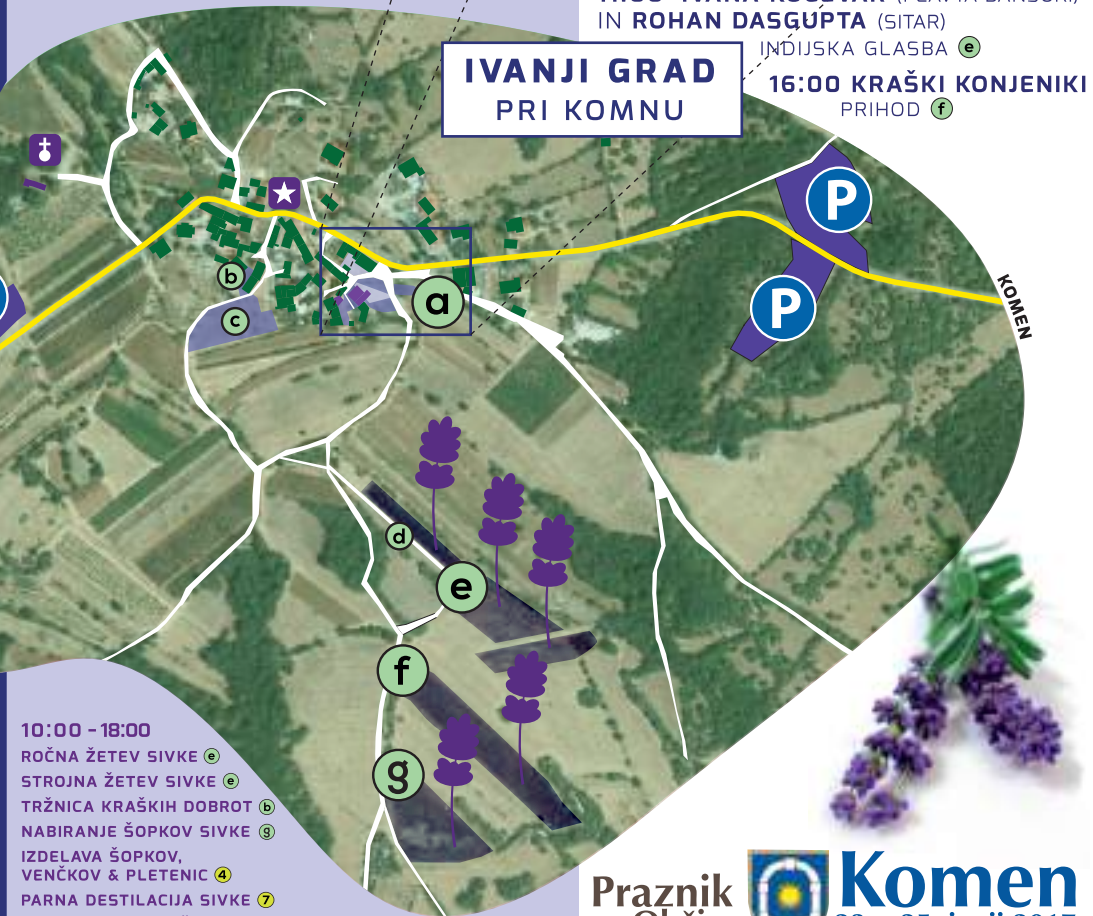 IN ROHAN DASGUPTA (SITAR)
INDIJSKA GLASBA e
16:00 KRAŠKI KONJENIKI
PRIHOD f
IVANJI GRAD
PRI KOMNU
P
P
KOMEN
b
c
a
d
e
f
g
10:00 - 18:00
ROČNA ŽETEV SIVKE e
STROJNA ŽETEV SIVKE e
TRŽNICA KRAŠKIH DOBROT b
NABIRANJE ŠOPKOV SIVKE g
IZDELAVA ŠOPKOV,
VENČKOV & PLETENIC 4
PARNA DESTILACIJA SIVKE 7
Praznik
Komen